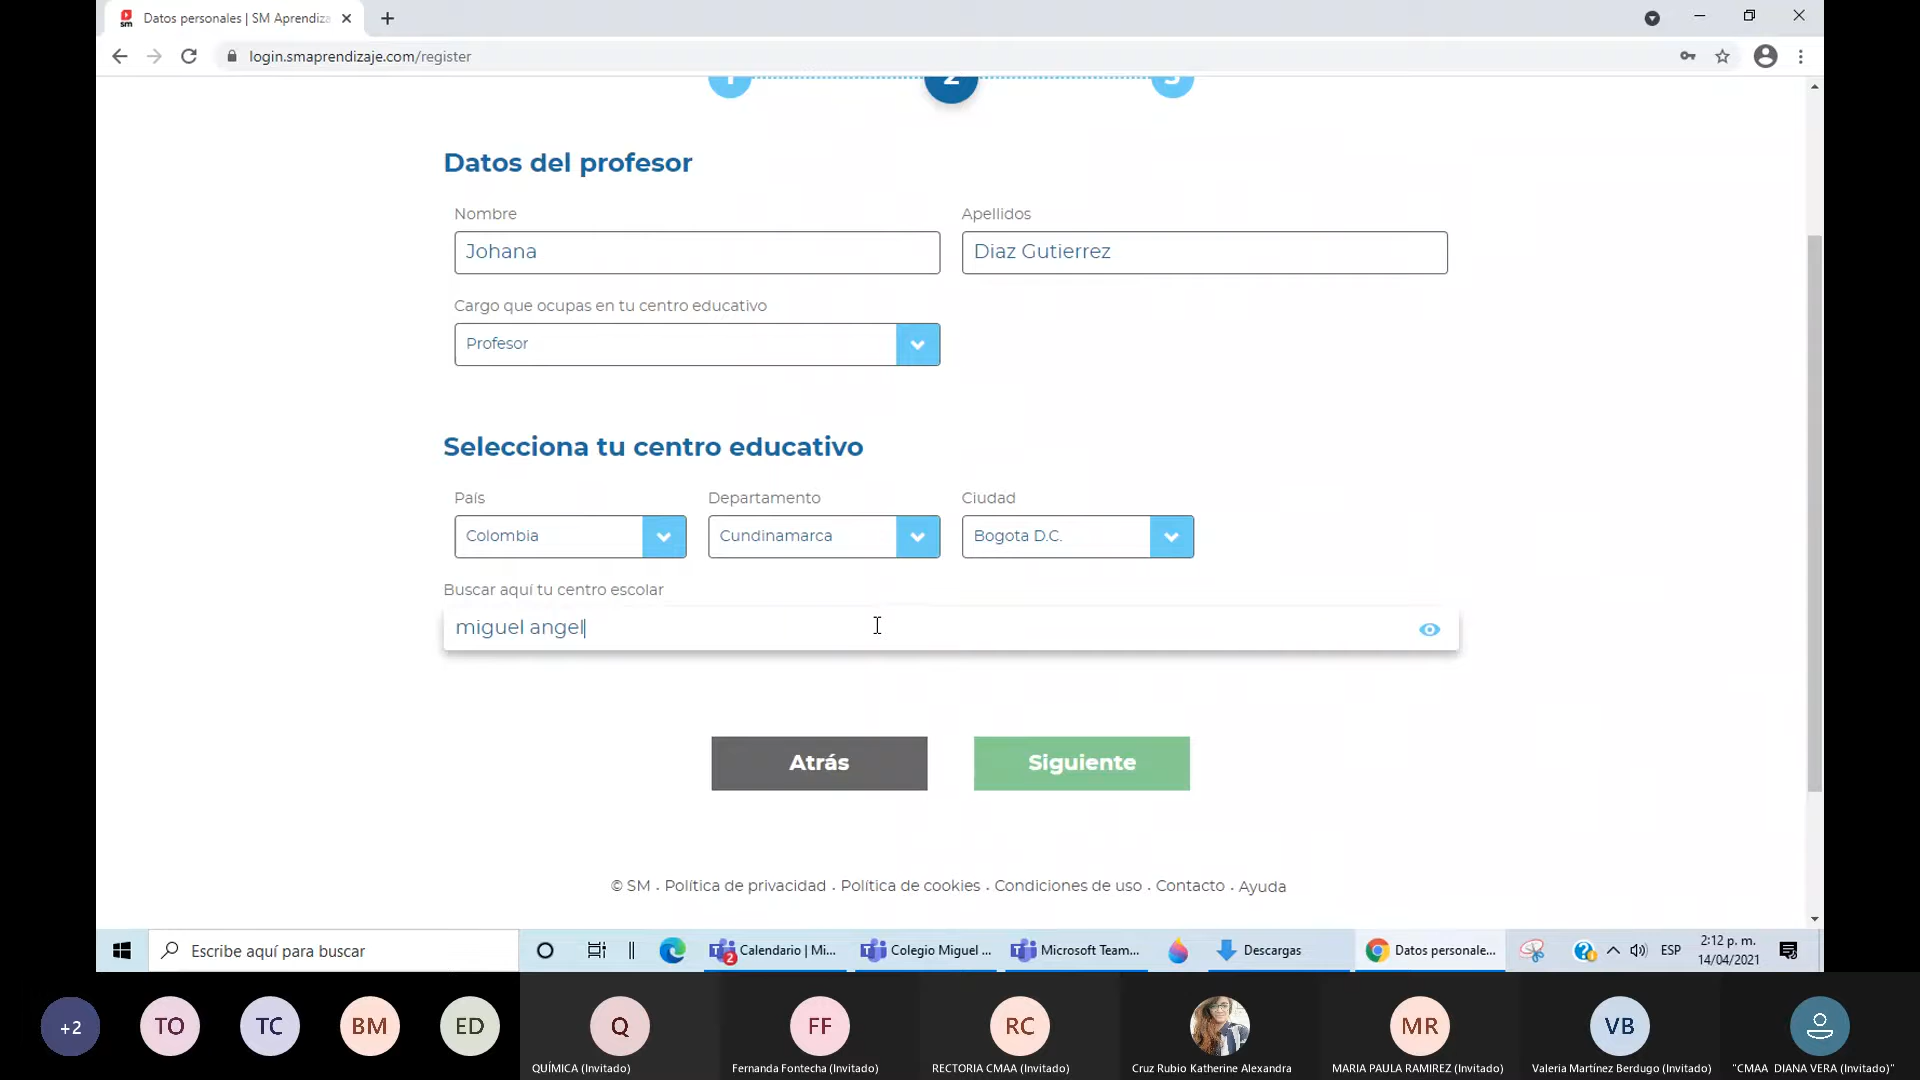 Datos personales | SM Aprendiza
login.smaprendizaje.com/register
1
2
3
Datos del profesor
Nombre
Apellidos
Johana
Diaz Gutierrez
Cargo que ocupas en tu centro educativo
Profesor
Selecciona tu centro educativo
País
Departamento
Ciudad
Colombia
Cundinamarca
Bogota D.C.
Buscar aquí tu centro escolar
miguel angel
Atrás
Siguiente
© SM . Política de privacidad . Política de cookies . Condiciones de uso . Contacto . Ayuda
Escribe aquí para buscar
2
Calendario | Mi...
Colegio Miguel ...
Microsoft Team...
Descargas
Datos personale...
ESP
2:12 p. m.
14/04/2021
+2
TO
TC
BM
ED
Q
FF
RC
MR
VB
QUÍMICA (Invitado)
Fernanda Fontecha (Invitado)
RECTORIA CMAA (Invitado)
Cruz Rubio Katherine Alexandra
MARIA PAULA RAMIREZ (Invitado)
Valeria Martínez Berdugo (Invitado)
"CMAA DIANA VERA (Invitado)"